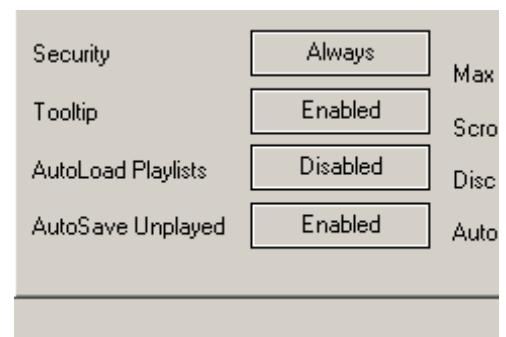 Security Always
Max
Tooltip Enabled
Scro
AutoLoad Playlists Disabled
Disc
AutoSave Unplayed Enabled
Auto